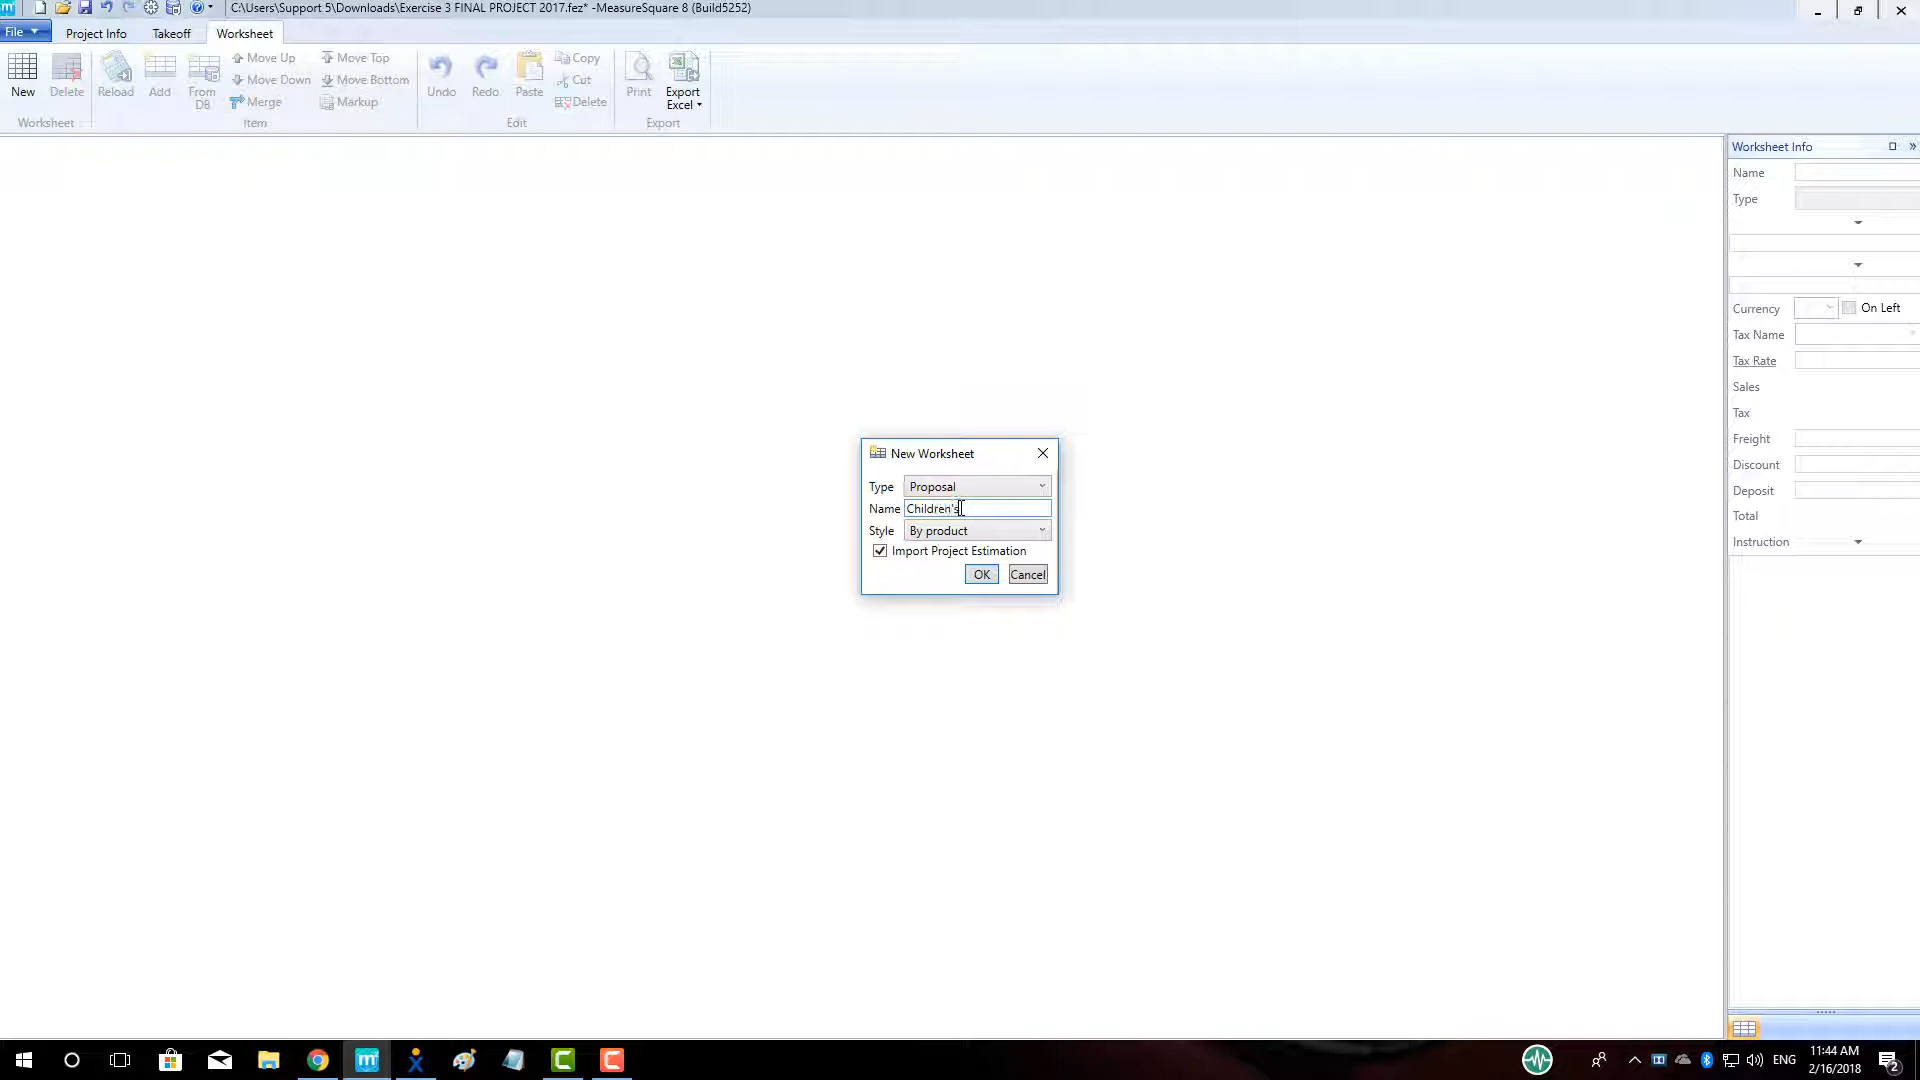 C:\Users\Support 5\Downloads\Exercise 3 FINAL PROJECT 2017.fez* -MeasureSquare 8 (Build5252)
File Project Info Takeoff Worksheet
New Delete Reload Add From DB Move Up Move Top Undo Redo Paste Copy Print Export Excel
Move Down Move Bottom Cut
Merge Markup Delete
Worksheet Item Edit Export
Worksheet Info
Name
Type
Currency On Left
Tax Name
Tax Rate
Sales
Tax
Freight
Discount
Deposit
Total
Instruction
New Worksheet
Type Proposal
Name Children's
Style By product
Import Project Estimation
OK Cancel
ENG 11:44 AM
2/16/2018 2